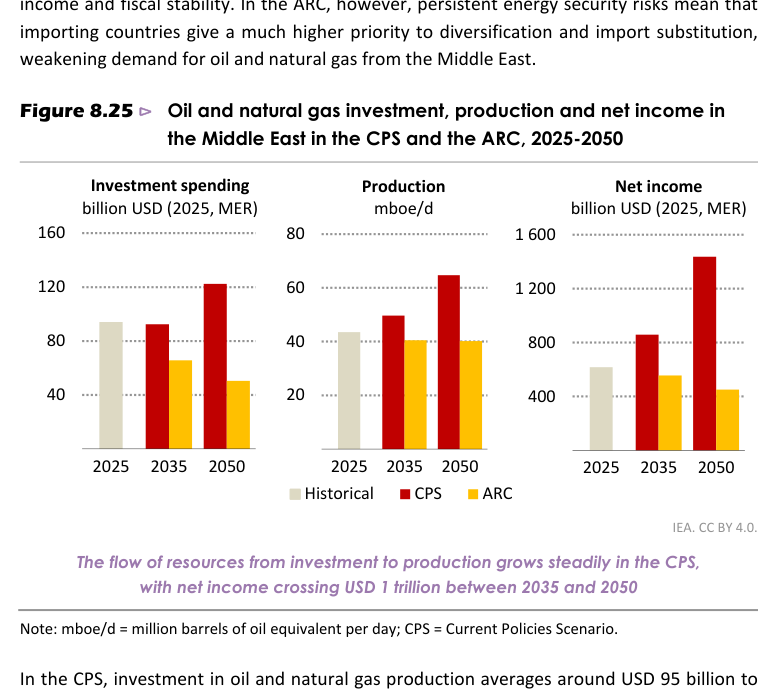 income and fiscal stability. In the ARC, however, persistent energy security risks mean that
importing countries give a much higher priority to diversification and import substitution,
weakening demand for oil and natural gas from the Middle East.
Figure 8.25 ▻ Oil and natural gas investment, production and net income in
the Middle East in the CPS and the ARC, 2025-2050
Investment spending
billion USD (2025, MER)
160
120
80
40
2025 2035 2050
Production
mboe/d
80
60
40
20
2025 2035 2050
Net income
billion USD (2025, MER)
1 600
1 200
800
400
2025 2035 2050
Historical CPS ARC
IEA. CC BY 4.0.
The flow of resources from investment to production grows steadily in the CPS,
with net income crossing USD 1 trillion between 2035 and 2050
Note: mboe/d = million barrels of oil equivalent per day; CPS = Current Policies Scenario.
In the CPS, investment in oil and natural gas production averages around USD 95 billion to